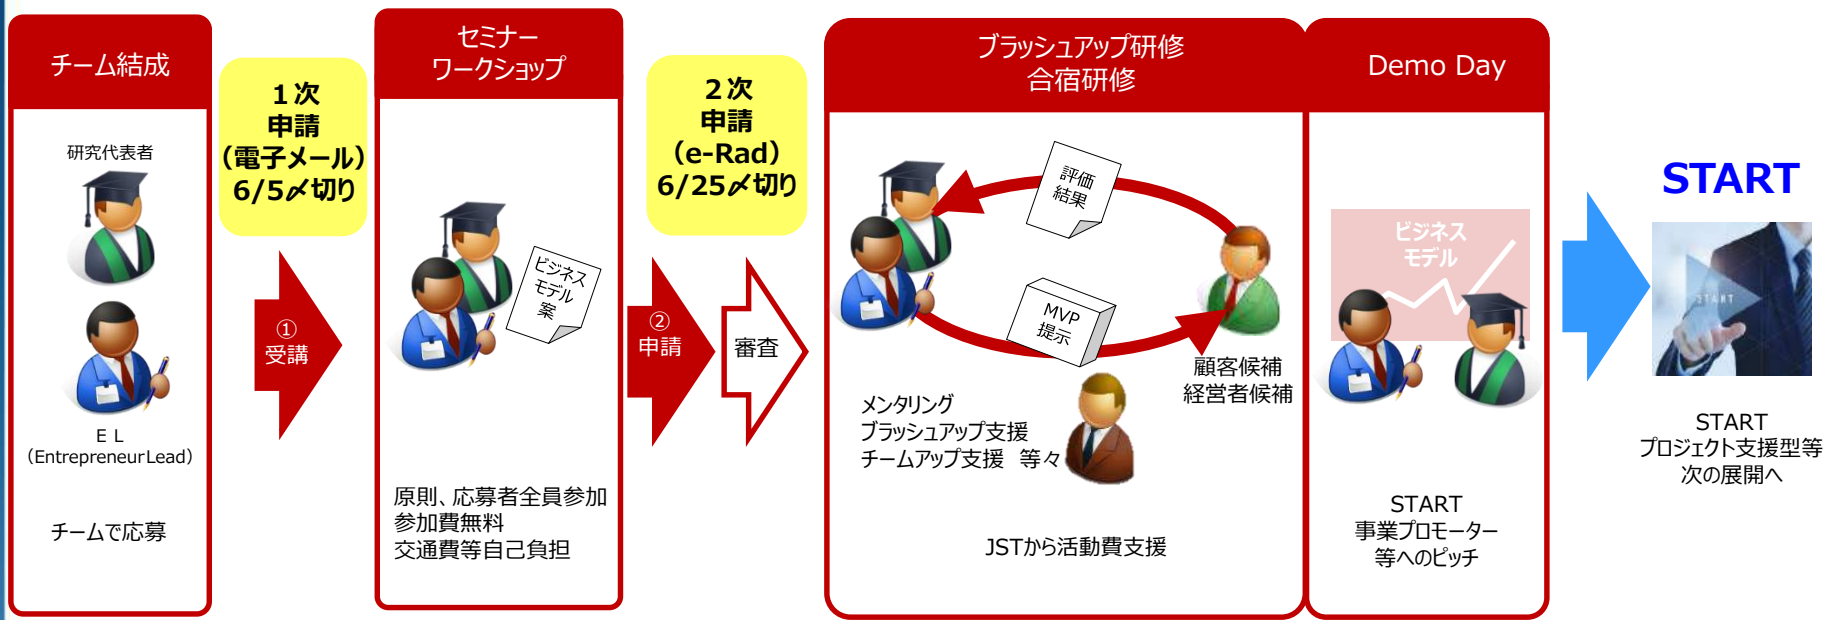 チーム結成
研究代表者
ＥＬ
（EntrepreneurLead）
チームで応募
１次
申請
（電子メール）
6/5〆切り
①
受講
セミナー
ワークショップ
ビジネス
モデル
案
原則、応募者全員参加
参加費無料
交通費等自己負担
２次
申請
（e-Rad）
6/25〆切り
②
申請
審査
ブラッシュアップ研修
合宿研修
評価
結果
MVP
提示
顧客候補
経営者候補
メンタリング
ブラッシュアップ支援
チームアップ支援　等々
JSTから活動費支援
Demo Day
ビジネス
モデル
START
事業プロモーター
等へのピッチ
START
START
START
プロジェクト支援型等
次の展開へ